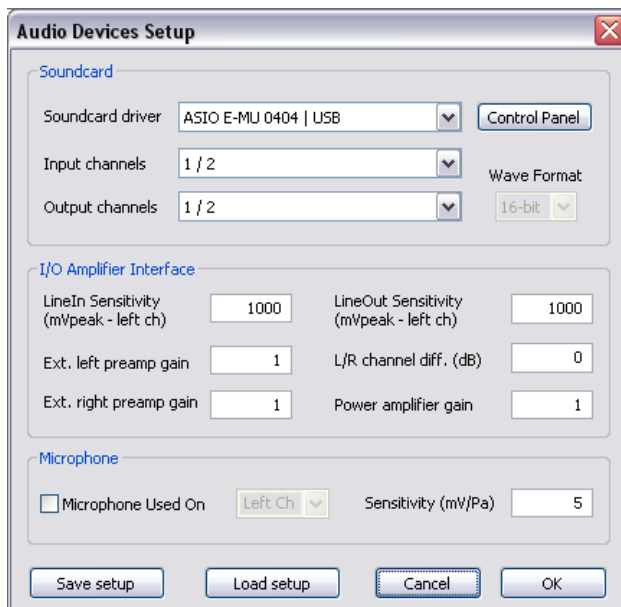 Audio Devices Setup
Soundcard
Soundcard driver ASIO E-MU 0404 | USB Control Panel
Input channels 1 / 2
Wave Format
Output channels 1 / 2 16-bit
I/O Amplifier Interface
LineIn Sensitivity
(mVpeak - left ch) 1000
LineOut Sensitivity
(mVpeak - left ch) 1000
Ext. left preamp gain 1 L/R channel diff. (dB) 0
Ext. right preamp gain 1 Power amplifier gain 1
Microphone
Microphone Used On Left Ch Sensitivity (mV/Pa) 5
Save setup Load setup Cancel OK